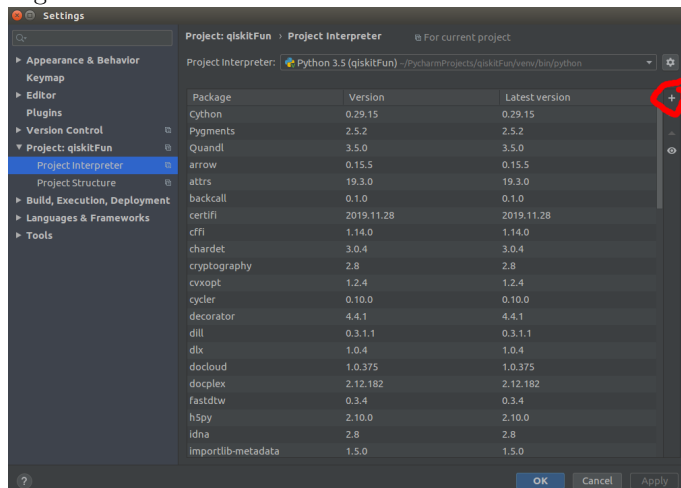 Settings
Project: qiskitFun › Project Interpreter For current project
Appearance & Behavior
Keymap
Editor
Plugins
Version Control
Project: qiskitFun
Project Interpreter
Project Structure
Build, Execution, Deployment
Languages & Frameworks
Tools
Project Interpreter: Python 3.5 (qiskitFun) ~/PycharmProjects/qiskitFun/venv/bin/python
Package Version Latest version
Cython 0.29.15 0.29.15
Pygments 2.5.2 2.5.2
Quandl 3.5.0 3.5.0
arrow 0.15.5 0.15.5
attrs 19.3.0 19.3.0
backcall 0.1.0 0.1.0
certifi 2019.11.28 2019.11.28
cffi 1.14.0 1.14.0
chardet 3.0.4 3.0.4
cryptography 2.8 2.8
cvxopt 1.2.4 1.2.4
cycler 0.10.0 0.10.0
decorator 4.4.1 4.4.1
dill 0.3.1.1 0.3.1.1
dlx 1.0.4 1.0.4
docloud 1.0.375 1.0.375
docplex 2.12.182 2.12.182
fastdtw 0.3.4 0.3.4
h5py 2.10.0 2.10.0
idna 2.8 2.8
importlib-metadata 1.5.0 1.5.0
? OK Cancel Apply